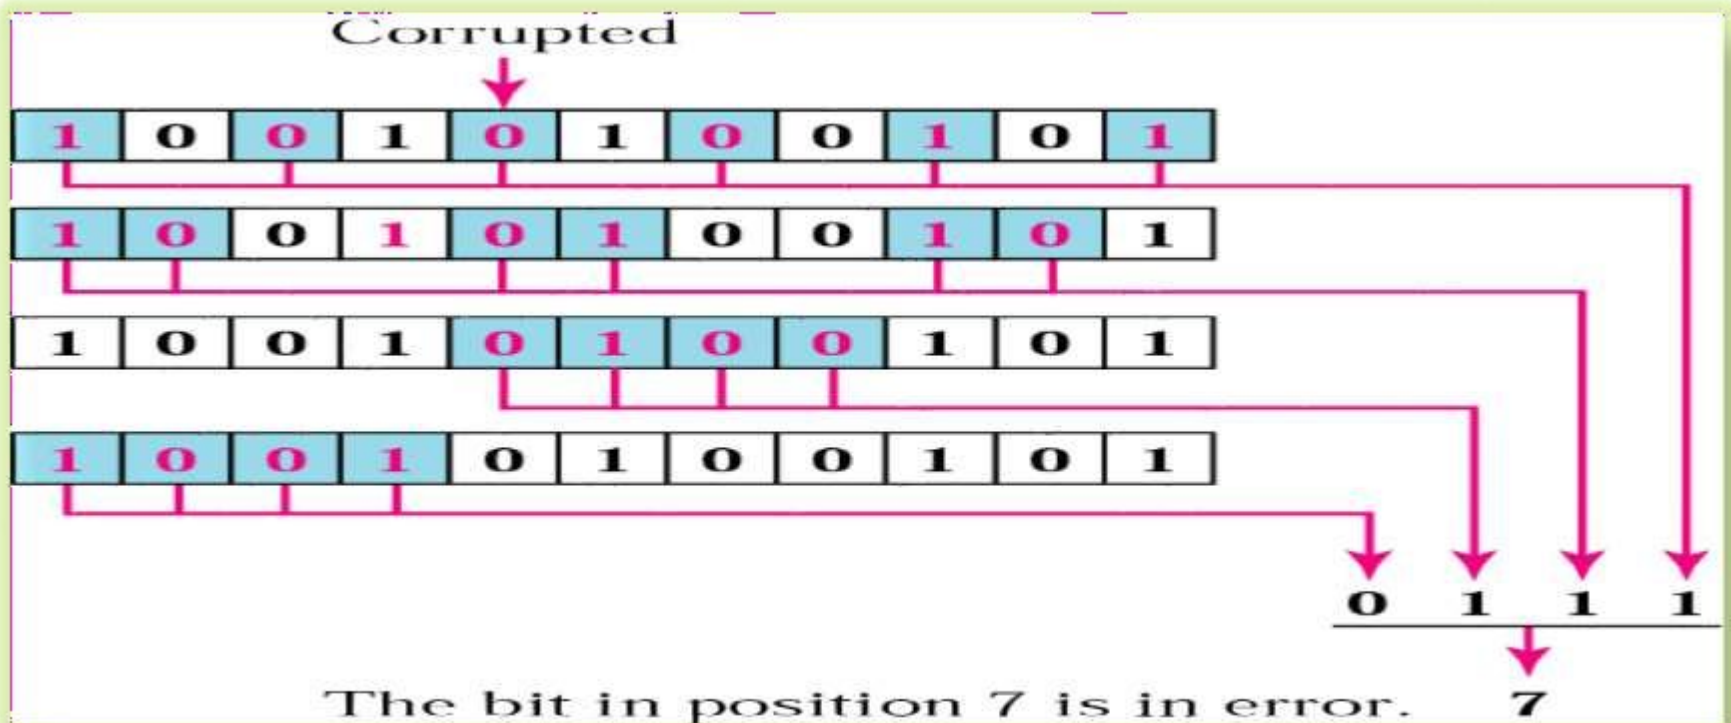 Corrupted
1 0 0 1 0 1 0 0 1 0 1
1 0 0 1 0 1 0 0 1 0 1
1 0 0 1 0 1 0 0 1 0 1
1 0 0 1 0 1 0 0 1 0 1
0 1 1 1
The bit in position 7 is in error. 7